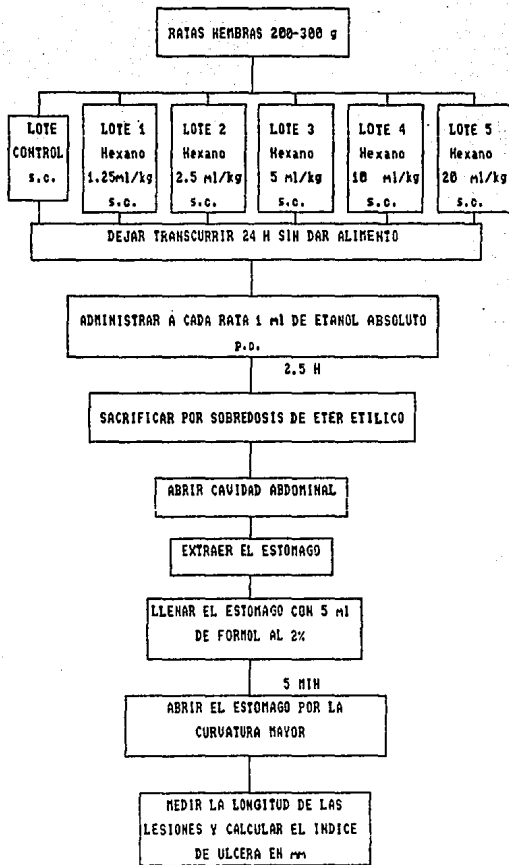 RATAS HEMBRAS 200-300 g
LOTE
CONTROL
s.c.
LOTE 1
Hexano
1.25ml/kg
s.c.
LOTE 2
Hexano
2.5 ml/kg
s.c.
LOTE 3
Hexano
5 ml/kg
s.c.
LOTE 4
Hexano
10 ml/kg
s.c.
LOTE 5
Hexano
20 ml/kg
s.c.
DEJAR TRANSCURRIR 24 H SIN DAR ALIMENTO
ADMINISTRAR A CADA RATA 1 ml DE ETANOL ABSOLUTO
p.o.
2.5 H
SACRIFICAR POR SOBREDOSIS DE ETER ETILICO
ABRIR CAVIDAD ABDOMINAL
EXTRAER EL ESTOMAGO
LLENAR EL ESTOMAGO CON 5 ml
DE FORMOL AL 2%
5 MIN
ABRIR EL ESTOMAGO POR LA
CURVATURA MAYOR
MEDIR LA LONGITUD DE LAS
LESIONES Y CALCULAR EL INDICE
DE ULCERA EN mm